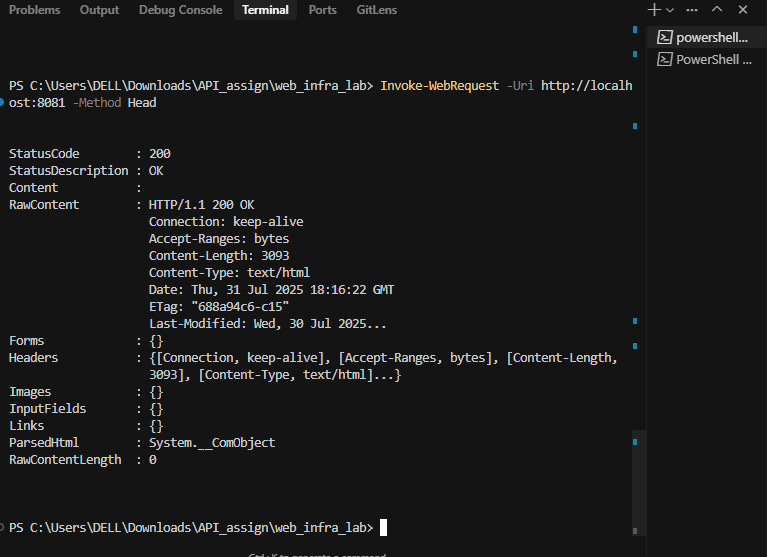 Problems Output Debug Console Terminal Ports GitLens
powershell...
PowerShell ...
PS C:\Users\DELL\Downloads\API_assign\web_infra_lab> Invoke-WebRequest -Uri http://localh
ost:8081 -Method Head
StatusCode : 200
StatusDescription : OK
Content :
RawContent : HTTP/1.1 200 OK
Connection: keep-alive
Accept-Ranges: bytes
Content-Length: 3093
Content-Type: text/html
Date: Thu, 31 Jul 2025 18:16:22 GMT
ETag: "688a94c6-c15"
Last-Modified: Wed, 30 Jul 2025...
Forms : {}
Headers : {[Connection, keep-alive], [Accept-Ranges, bytes], [Content-Length,
3093], [Content-Type, text/html]...}
Images : {}
InputFields : {}
Links : {}
ParsedHtml : System.__ComObject
RawContentLength : 0
PS C:\Users\DELL\Downloads\API_assign\web_infra_lab>